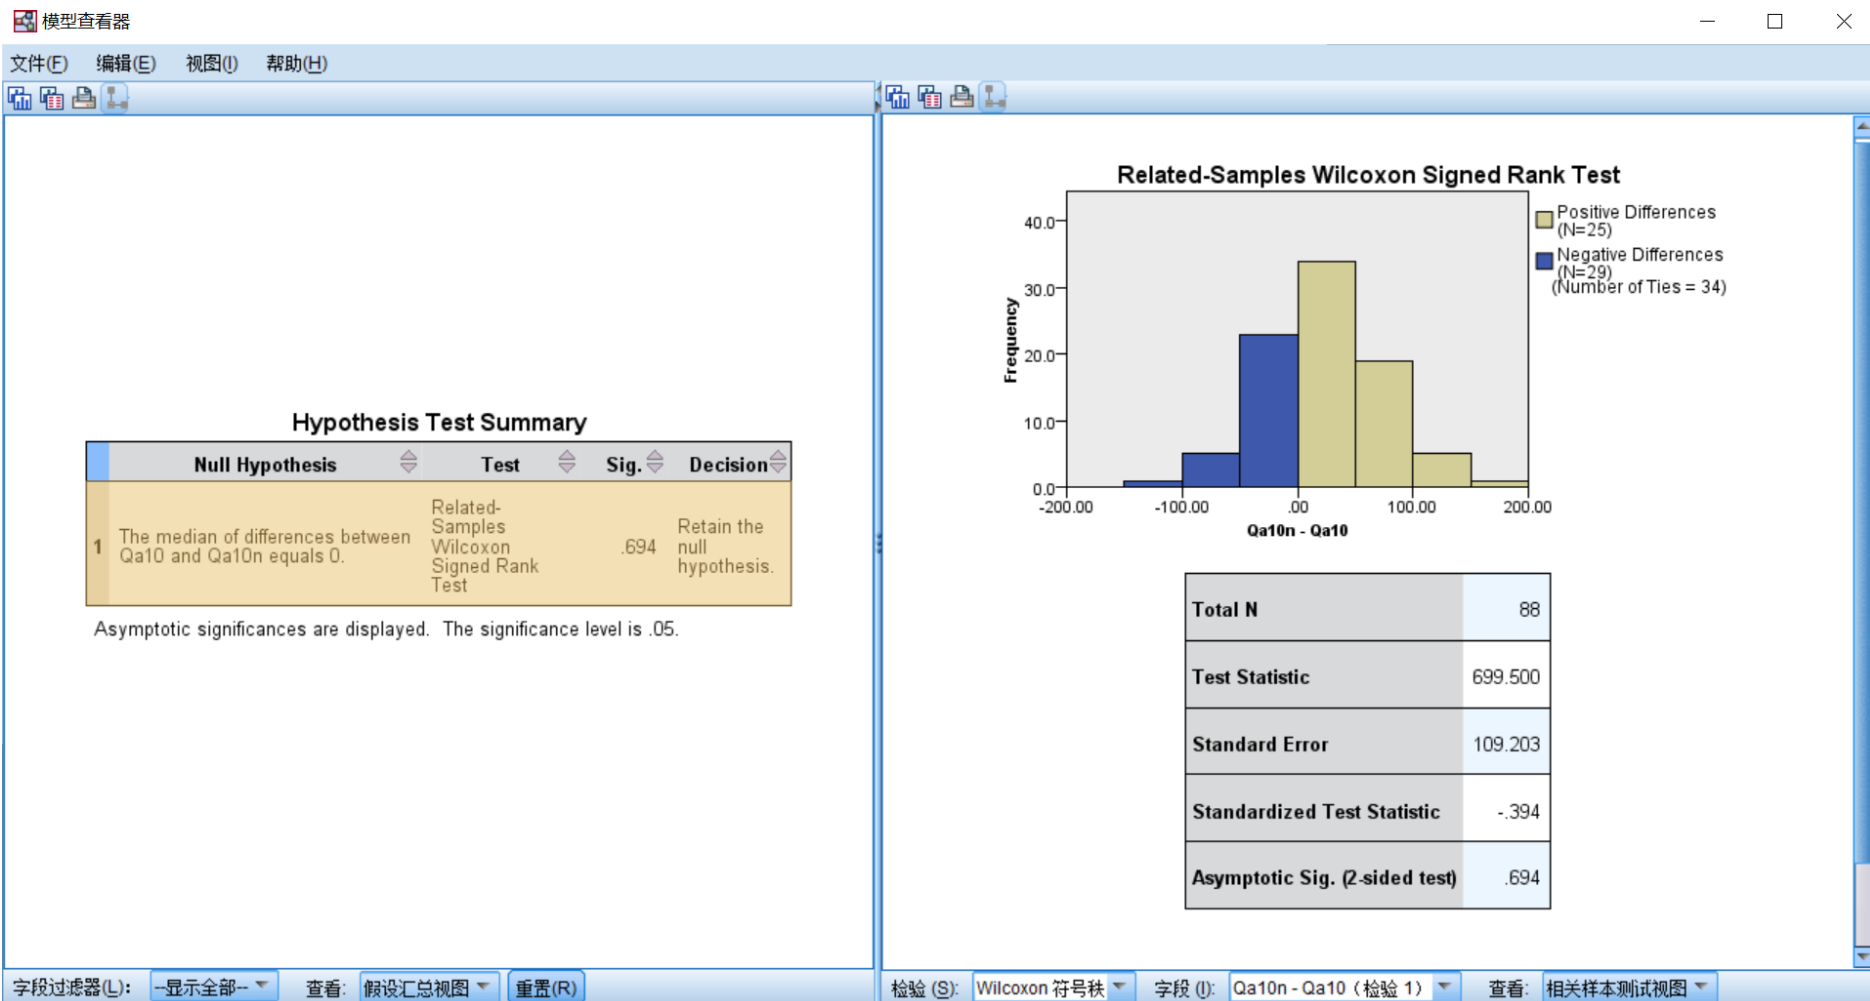 模型查看器
文件(F) 编辑(E) 视图(I) 帮助(H)
Hypothesis Test Summary
Null Hypothesis Test Sig. Decision
1 The median of differences between Qa10 and Qa10n equals 0.
Related-
Samples
Wilcoxon
Signed Rank
Test
.694
Retain the
null
hypothesis.
Asymptotic significances are displayed. The significance level is .05.
字段过滤器(L): --显示全部-- 查看: 假设汇总视图 重置(R)
Related-Samples Wilcoxon Signed Rank Test
Positive Differences
(N=25)
Negative Differences
(N=29)
(Number of Ties = 34)
Frequency
40.0
30.0
20.0
10.0
0.0
-200.00 -100.00 .00 100.00 200.00
Qa10n - Qa10
Total N 88
Test Statistic 699.500
Standard Error 109.203
Standardized Test Statistic -.394
Asymptotic Sig. (2-sided test) .694
检验 (S): Wilcoxon 符号秩 字段 (I): Qa10n - Qa10（检验 1） 查看: 相关样本测试视图